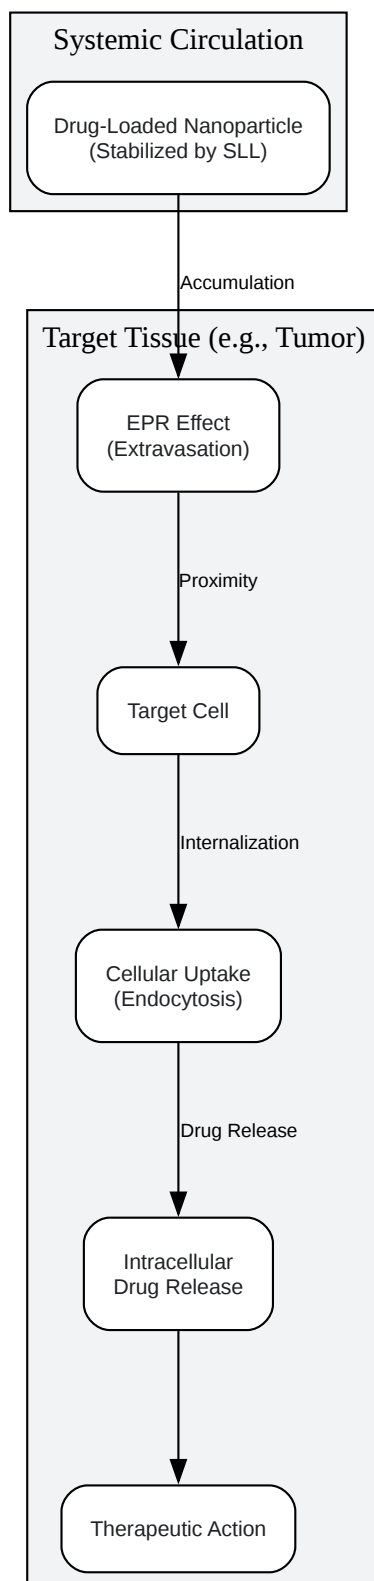 Systemic Circulation
Drug-Loaded Nanoparticle
(Stabilized by SLL)
Accumulation
Target Tissue (e.g., Tumor)
EPR Effect
(Extravasation)
Proximity
Target Cell
Internalization
Cellular Uptake
(Endocytosis)
Drug Release
Intracellular
Drug Release
Therapeutic Action